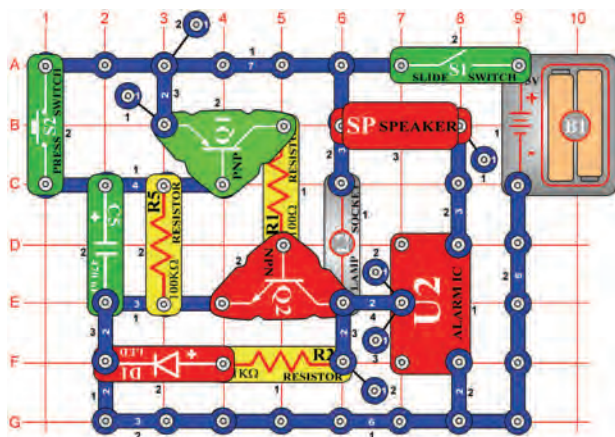 1 2 3 4 5 6 7 8 9 10
A
B
C
D
E
F
G
S2
PRESS SWITCH
Q1
PNP
SP SPEAKER
S1
SLIDE SWITCH
3V
+
-
B1
C5
+
R5
RESISTOR
100KΩ
R1
RESISTOR
100Ω
LAMP SOCKET
NPN
Q2
U2
ALARM IC
D1
LED
R2
1KΩ
RESISTOR